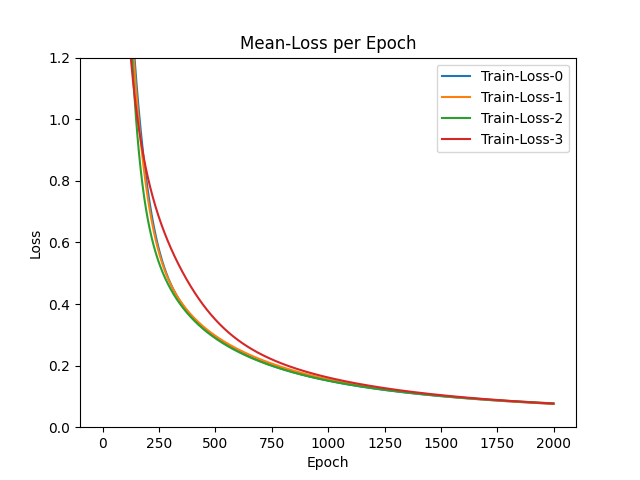 Mean-Loss per Epoch
Train-Loss-0
Train-Loss-1
Train-Loss-2
Train-Loss-3
Loss
1.2
1.0
0.8
0.6
0.4
0.2
0.0
0 250 500 750 1000 1250 1500 1750 2000
Epoch